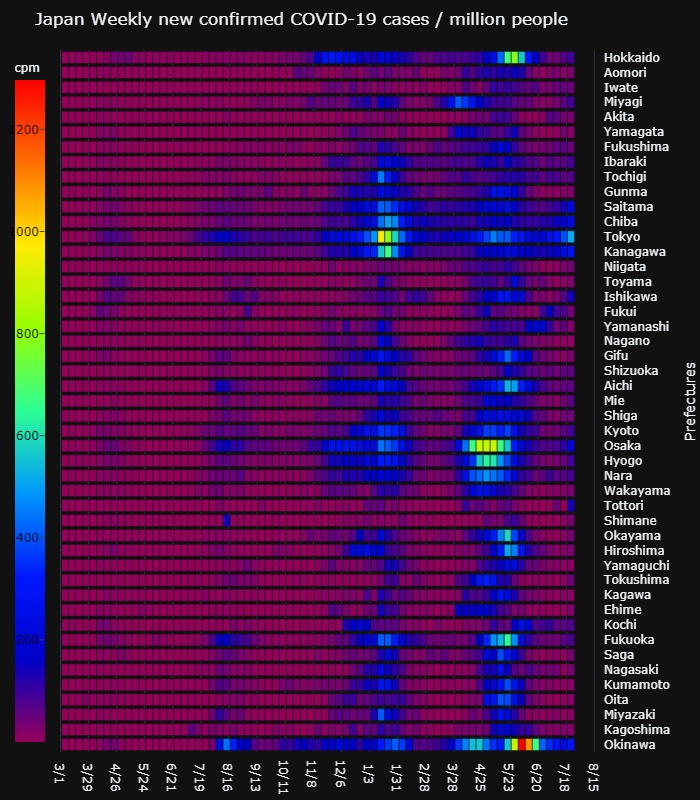 Japan Weekly new confirmed COVID-19 cases / million people
cpm
1200
1000
800
600
400
200
Hokkaido
Aomori
Iwate
Miyagi
Akita
Yamagata
Fukushima
Ibaraki
Tochigi
Gunma
Saitama
Chiba
Tokyo
Kanagawa
Niigata
Toyama
Ishikawa
Fukui
Yamanashi
Nagano
Gifu
Shizuoka
Aichi
Mie
Shiga
Kyoto
Osaka
Hyogo
Nara
Wakayama
Tottori
Shimane
Okayama
Hiroshima
Yamaguchi
Tokushima
Kagawa
Ehime
Kochi
Fukuoka
Saga
Nagasaki
Kumamoto
Oita
Miyazaki
Kagoshima
Okinawa
Prefectures
3/1
3/29
4/26
5/24
6/21
7/19
8/16
9/13
10/11
11/8
12/6
1/3
1/31
2/28
3/28
4/25
5/23
6/20
7/18
8/15